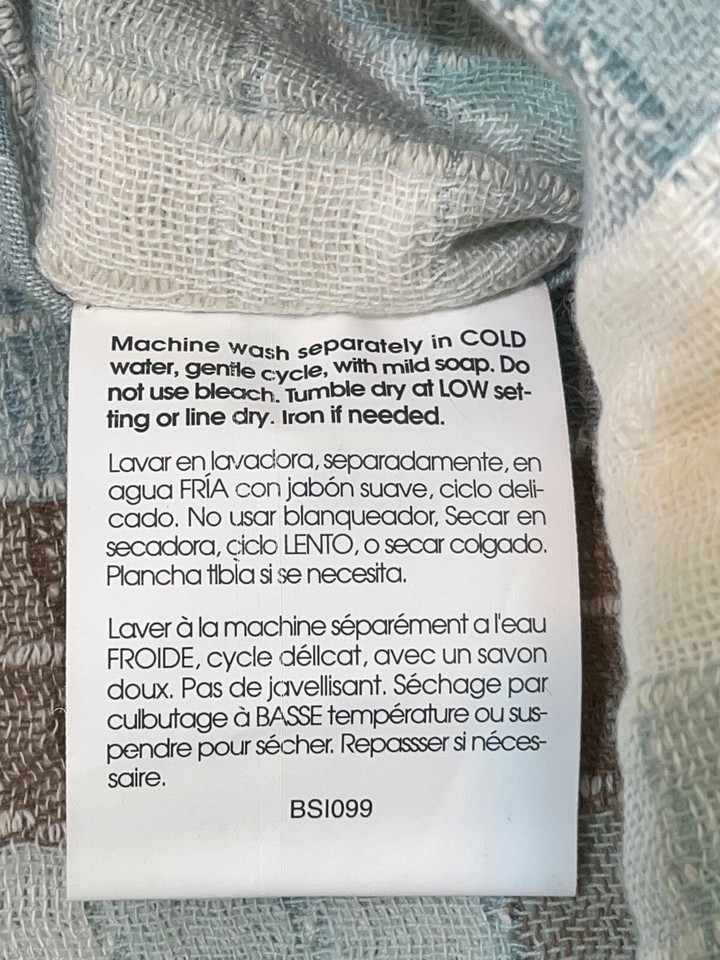 Machine wash separately in COLD
water, gentle cycle, with mild soap. Do
not use bleach. Tumble dry at LOW set-
ting or line dry. Iron if needed.
Lavar en lavadora, separadamente, en
agua FRÍA con jabón suave, ciclo deli-
cado. No usar blanqueador, Secar en
secadora, ciclo LENTO, o secar colgado.
Plancha tlbìa si se necesita.
Laver à la machine séparément a l'eau
FROIDE, cycle déllcat, avec un savon
doux. Pas de javellisant. Séchage par
culbutage à BASSE température ou sus-
pendre pour sécher. Repassser si néces-
saire.
BSI099